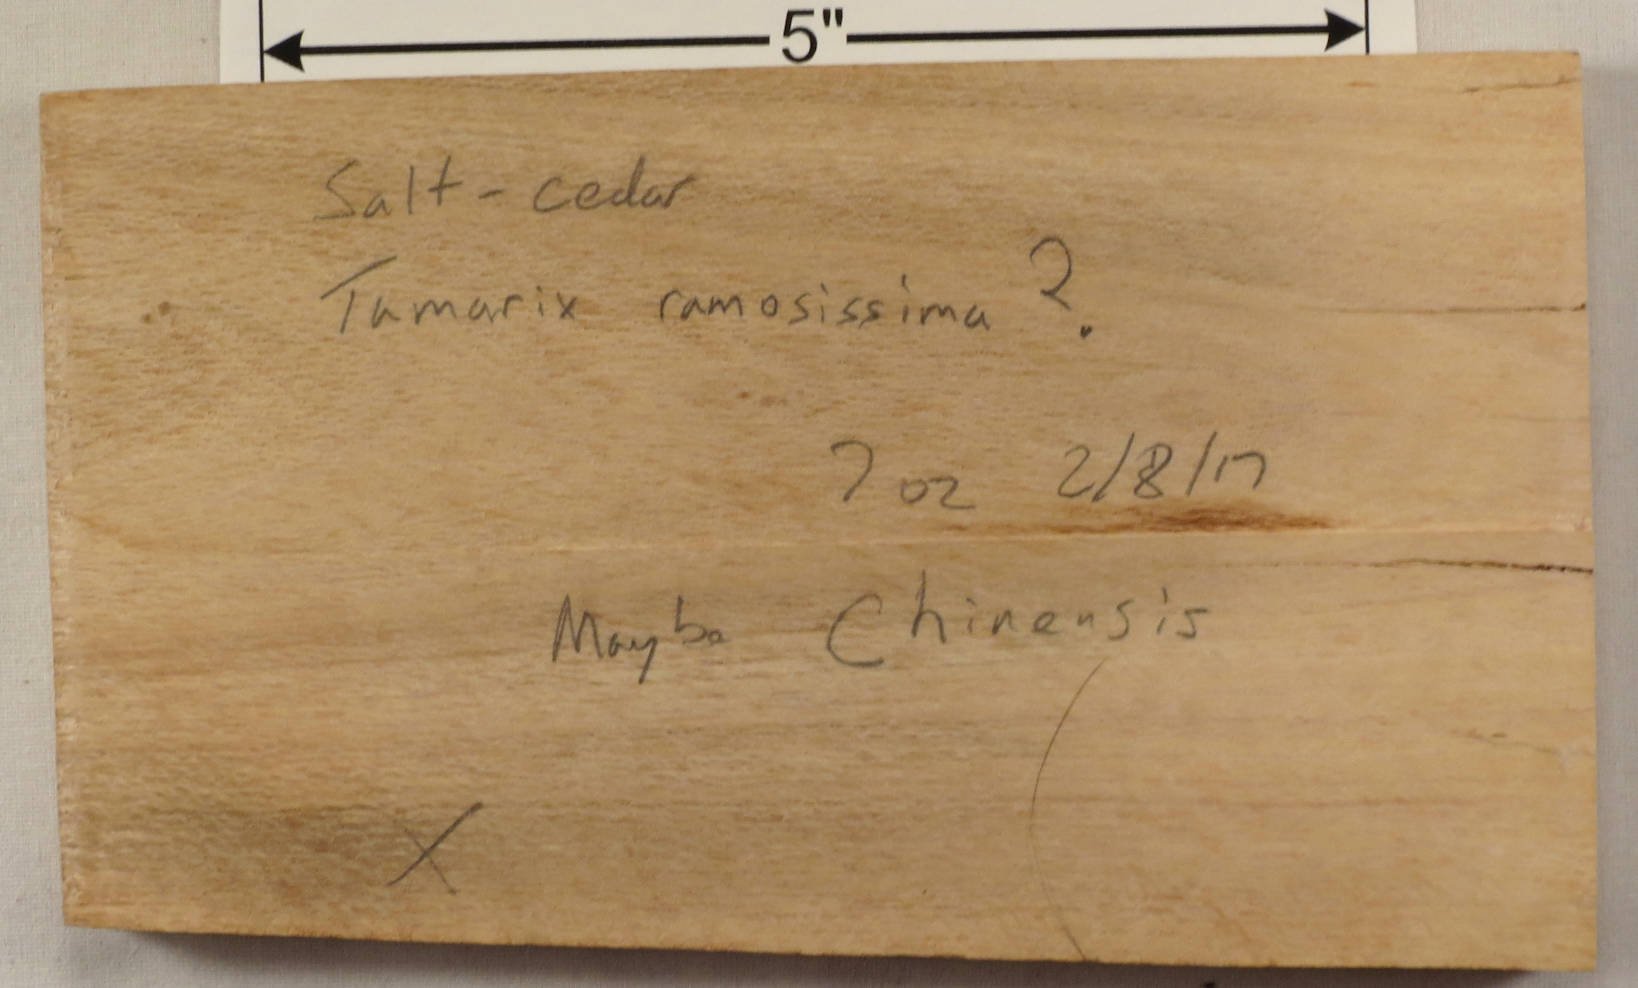 5"
Salt-cedar
Tamarix ramosissima ?
7 oz 2/8/17
Maybe Chinensis
X